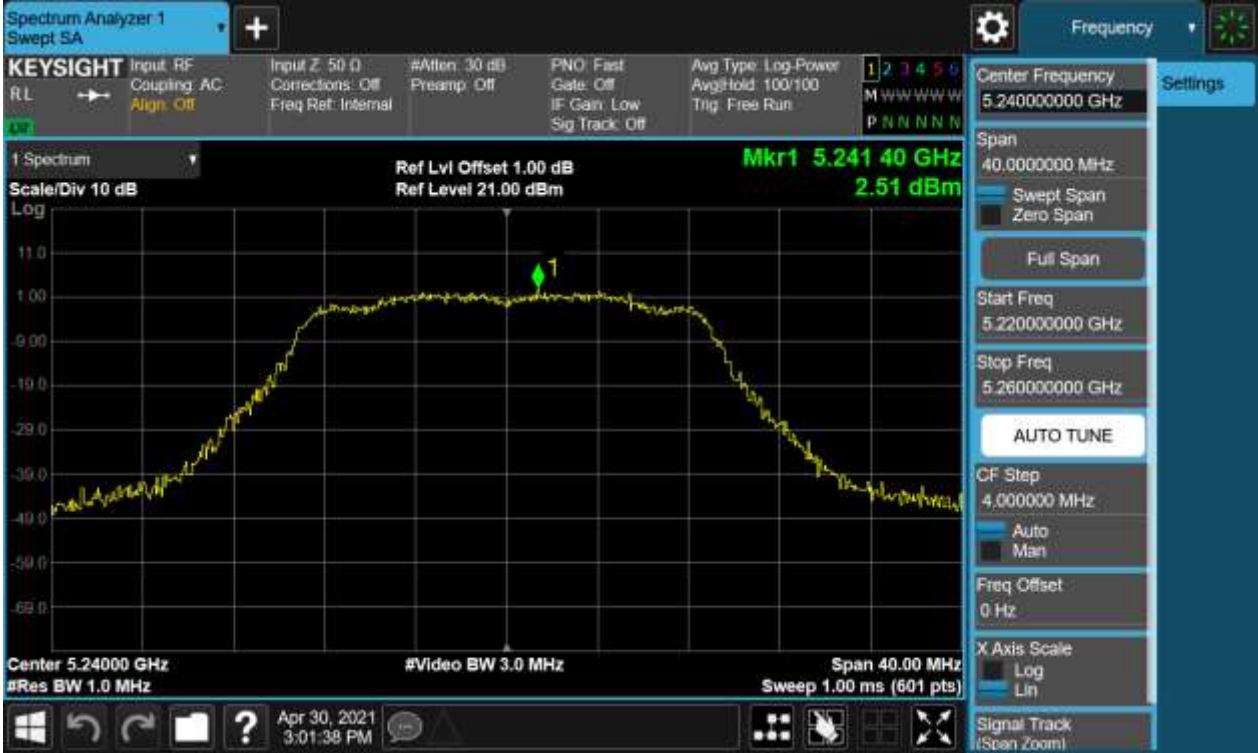 Spectrum Analyzer 1
Swept SA
+
Frequency
KEYSIGHT
RL
Input: RF
Coupling: AC
Align: Off
Input Z: 50 Ω
Corrections: Off
Freq Ref: Internal
#Atten: 30 dB
Preamp: Off
PNO: Fast
Gate: Off
IF Gain: Low
Sig Track: Off
Avg Type: Log-Power
Avg|Hold: 100/100
Trig: Free Run
1 2 3 4 5 6
M W W W W W
P N N N N N
1 Spectrum
Scale/Div 10 dB
Log
Ref Lvl Offset 1.00 dB
Ref Level 21.00 dBm
Mkr1 5.241 40 GHz
2.51 dBm
11.0
1.00
-9.00
-19.0
-29.0
-39.0
-49.0
-59.0
-69.0
1
Center 5.24000 GHz
#Res BW 1.0 MHz
#Video BW 3.0 MHz
Span 40.00 MHz
Sweep 1.00 ms (601 pts)
Center Frequency
5.240000000 GHz
Settings
Span
40.0000000 MHz
Swept Span
Zero Span
Full Span
Start Freq
5.220000000 GHz
Stop Freq
5.260000000 GHz
AUTO TUNE
CF Step
4.000000 MHz
Auto
Man
Freq Offset
0 Hz
X Axis Scale
Log
Lin
Signal Track
(Span Zoom)
?
Apr 30, 2021
3:01:38 PM